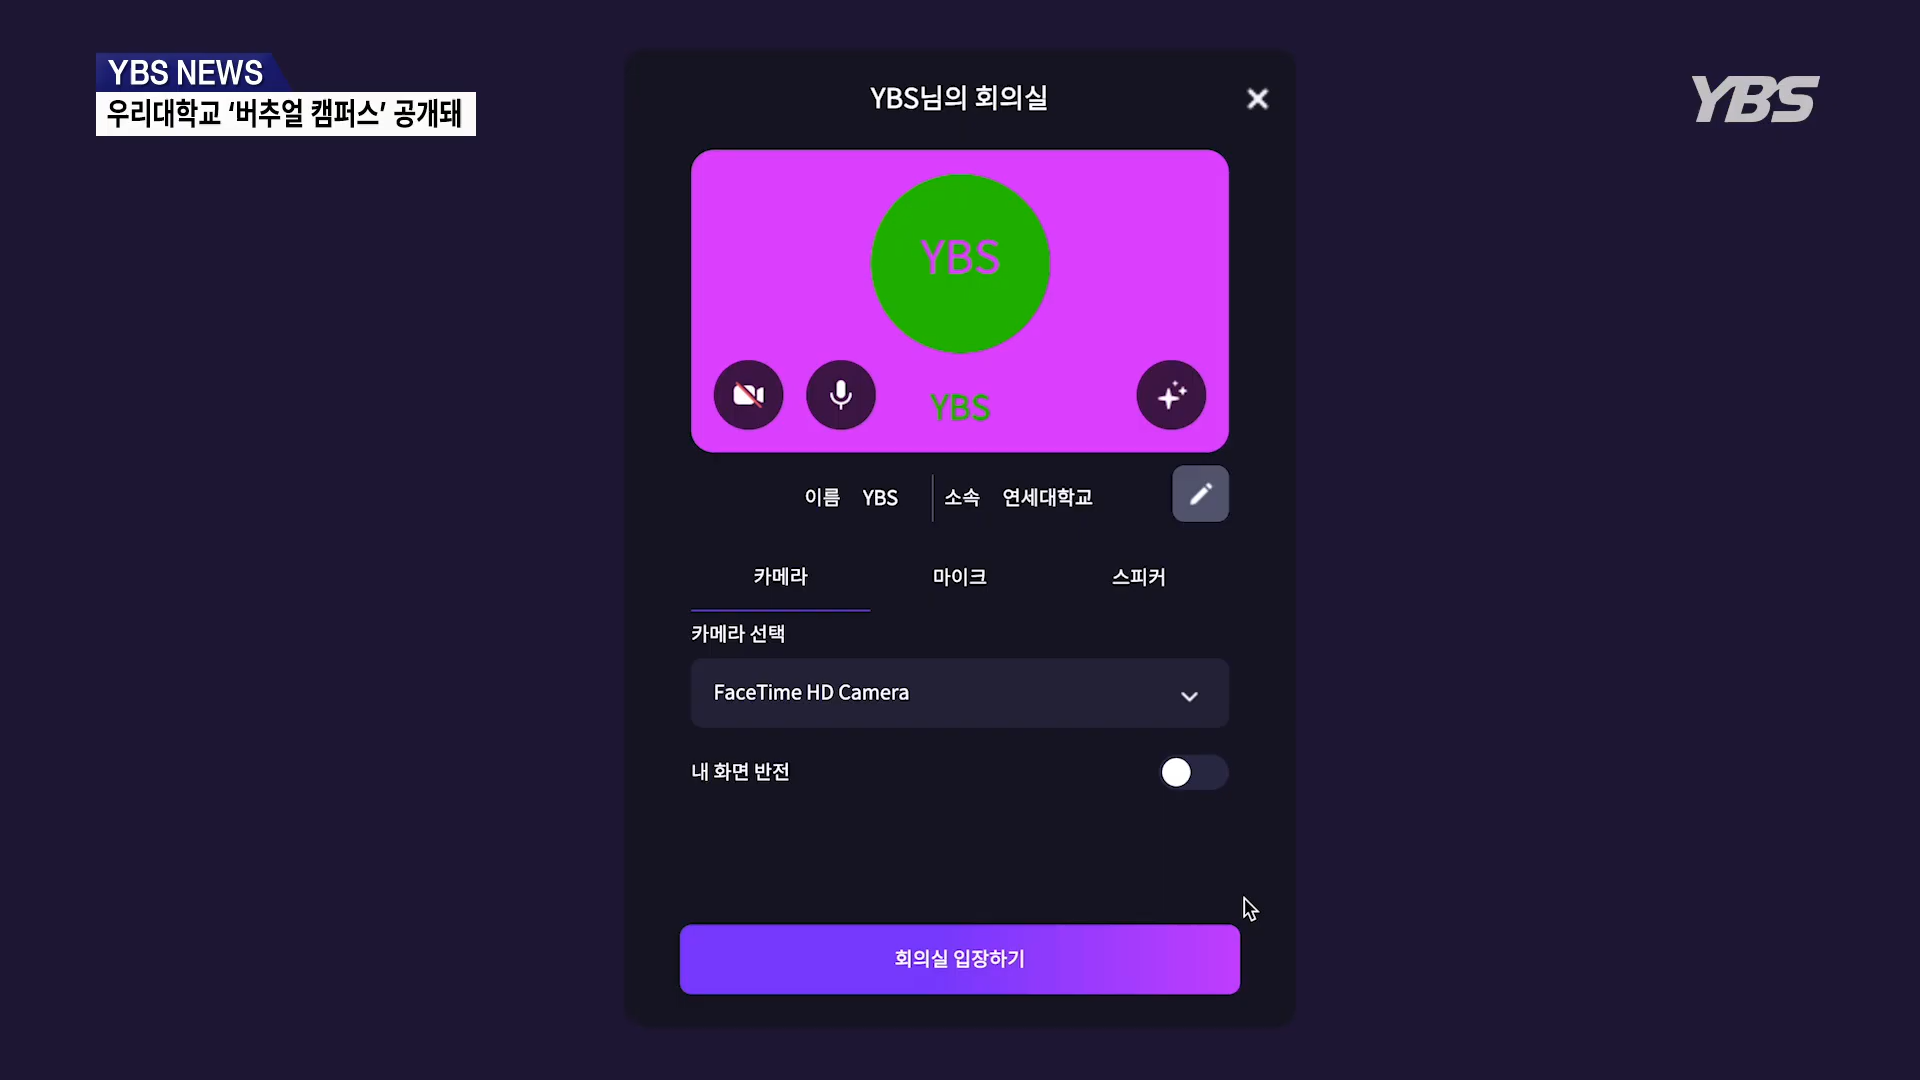 YBS NEWS
우리대학교 ‘버추얼 캠퍼스’ 공개돼
YBS
YBS님의 회의실
YBS
YBS
이름 YBS 소속 연세대학교
카메라 마이크 스피커
카메라 선택
FaceTime HD Camera
내 화면 반전
회의실 입장하기